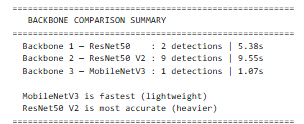 ============================================================
BACKBONE COMPARISON SUMMARY
============================================================
Backbone 1 — ResNet50 : 2 detections | 5.38s
Backbone 2 — ResNet50 V2 : 9 detections | 9.55s
Backbone 3 — MobileNetV3 : 1 detections | 1.07s
MobileNetV3 is fastest (lightweight)
ResNet50 V2 is most accurate (heavier)
============================================================